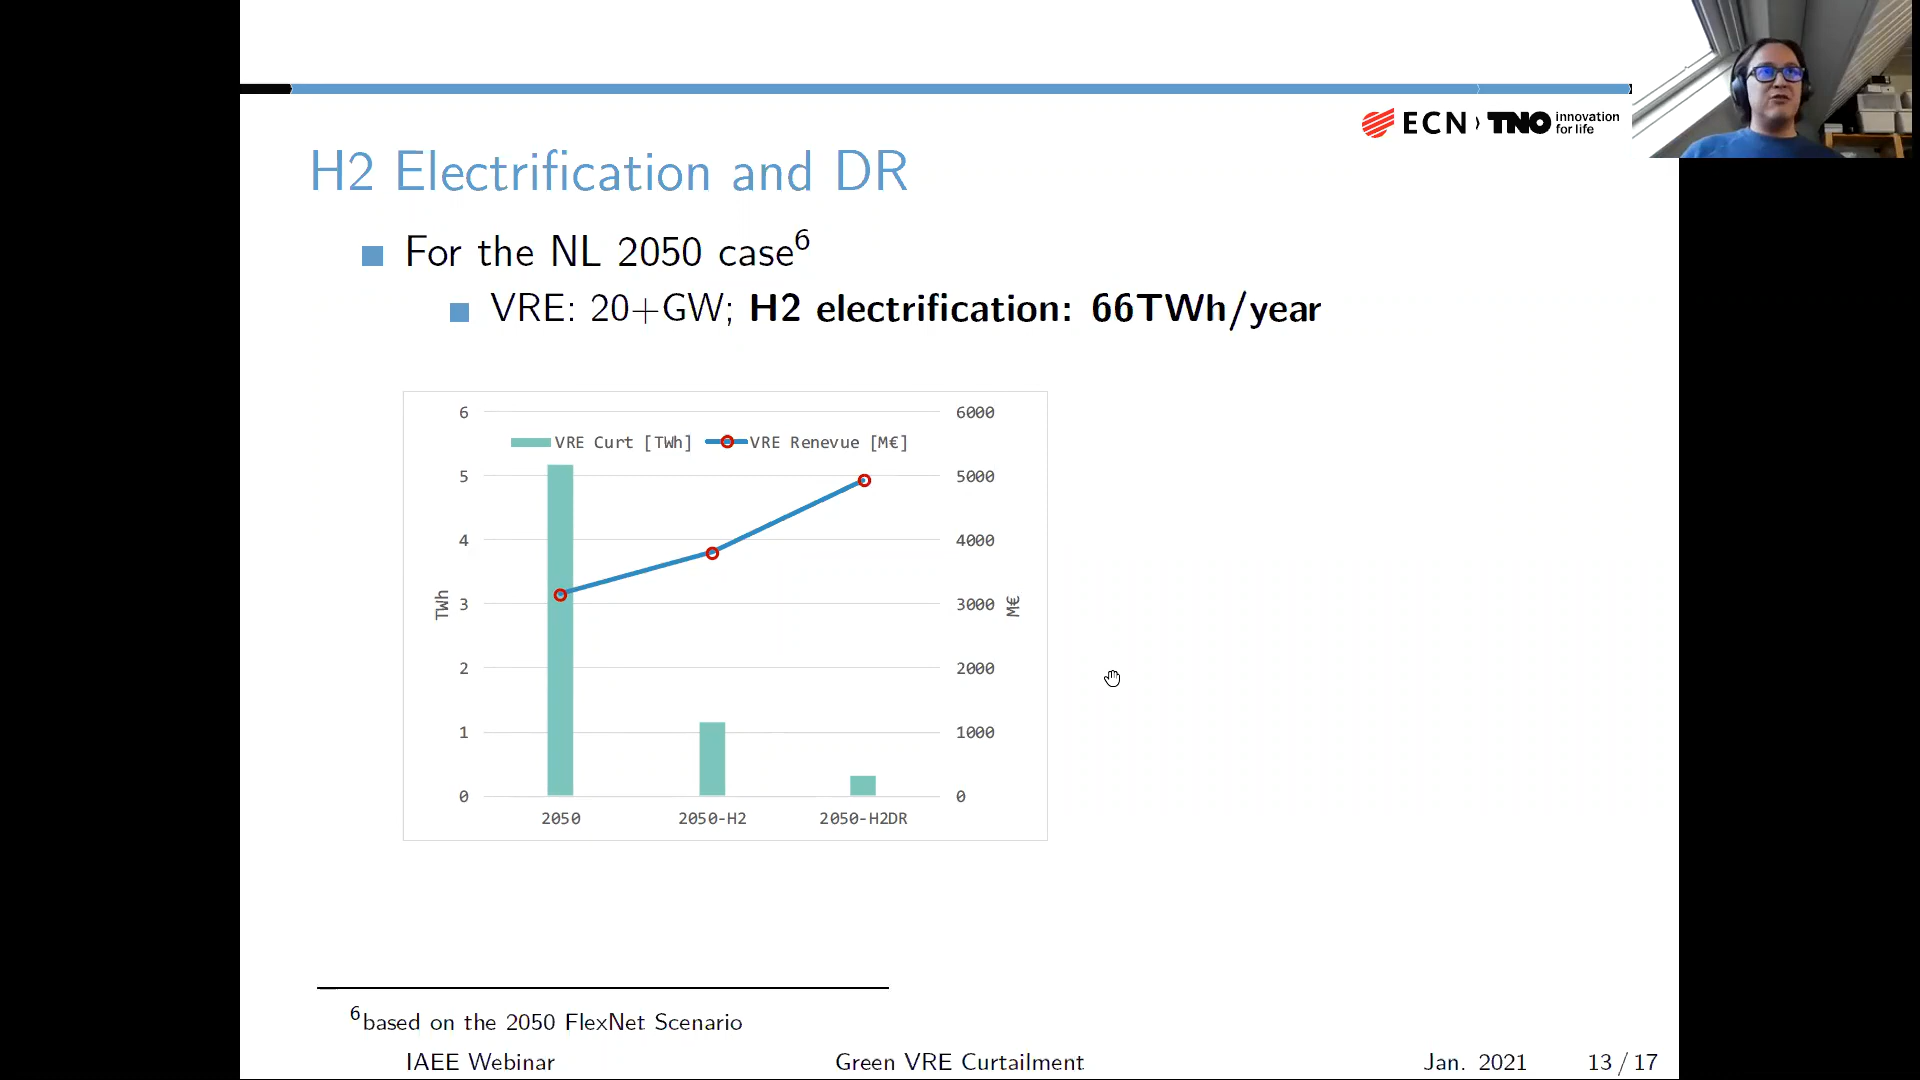 ECN › TNO innovation for life
H2 Electrification and DR
For the NL 2050 case6
VRE: 20+GW; H2 electrification: 66TWh/year
VRE Curt [TWh] VRE Renevue [M€]
6 6000
5 5000
4 4000
TWh 3 3000 M€
2 2000
1 1000
0 0
2050 2050-H2 2050-H2DR
6based on the 2050 FlexNet Scenario
IAEE Webinar Green VRE Curtailment Jan. 2021 13 / 17